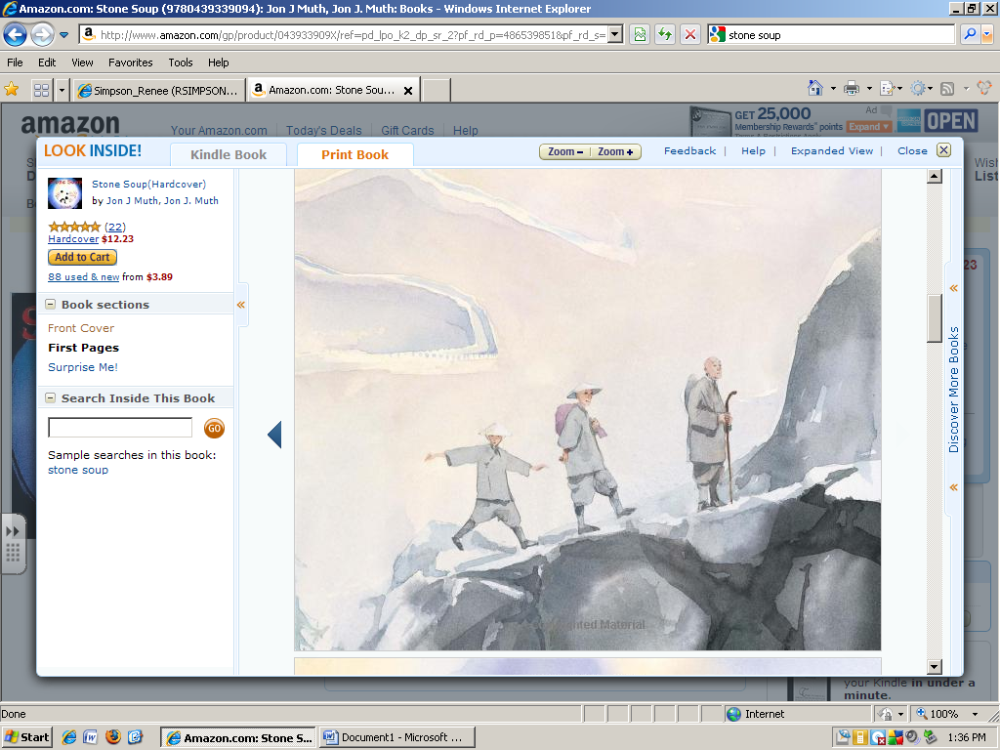 Amazon.com: Stone Soup (9780439339094): Jon J Muth, Jon J. Muth: Books - Windows Internet Explorer
http://www.amazon.com/gp/product/043933909X/ref=pd_lpo_k2_dp_sr_2?pf_rd_p=486539851&pf_rd_s=
stone soup
File Edit View Favorites Tools Help
Simpson_Renee (RSIMPSON...
Amazon.com: Stone Sou...
amazon
Your Amazon.com
Today's Deals
Gift Cards
Help
GET 25,000
Membership Rewards® points
Ad
Expand
OPEN
Wish
List
LOOK INSIDE!
Kindle Book
Print Book
Zoom –
Zoom +
Feedback | Help | Expanded View | Close
Stone Soup(Hardcover)
by Jon J Muth, Jon J. Muth
(22)
Hardcover $12.23
Add to Cart
88 used & new from $3.89
Book sections
Front Cover
First Pages
Surprise Me!
Search Inside This Book
GO
Sample searches in this book:
stone soup
23
Discover More Books
Material
your Kindle in under a
minute.
Done
Internet
100%
Start
Amazon.com: Stone S...
Document1 - Microsoft ...
1:36 PM